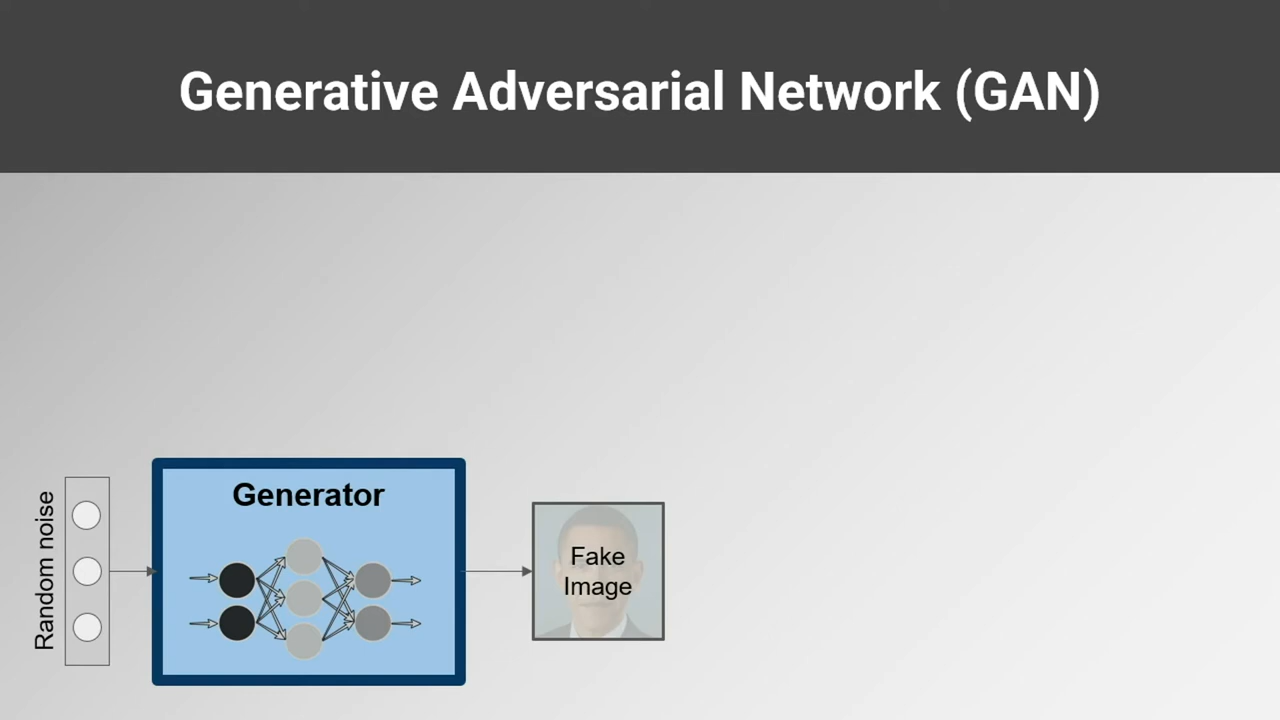 Generative Adversarial Network (GAN)
Random noise
Generator
Fake
Image